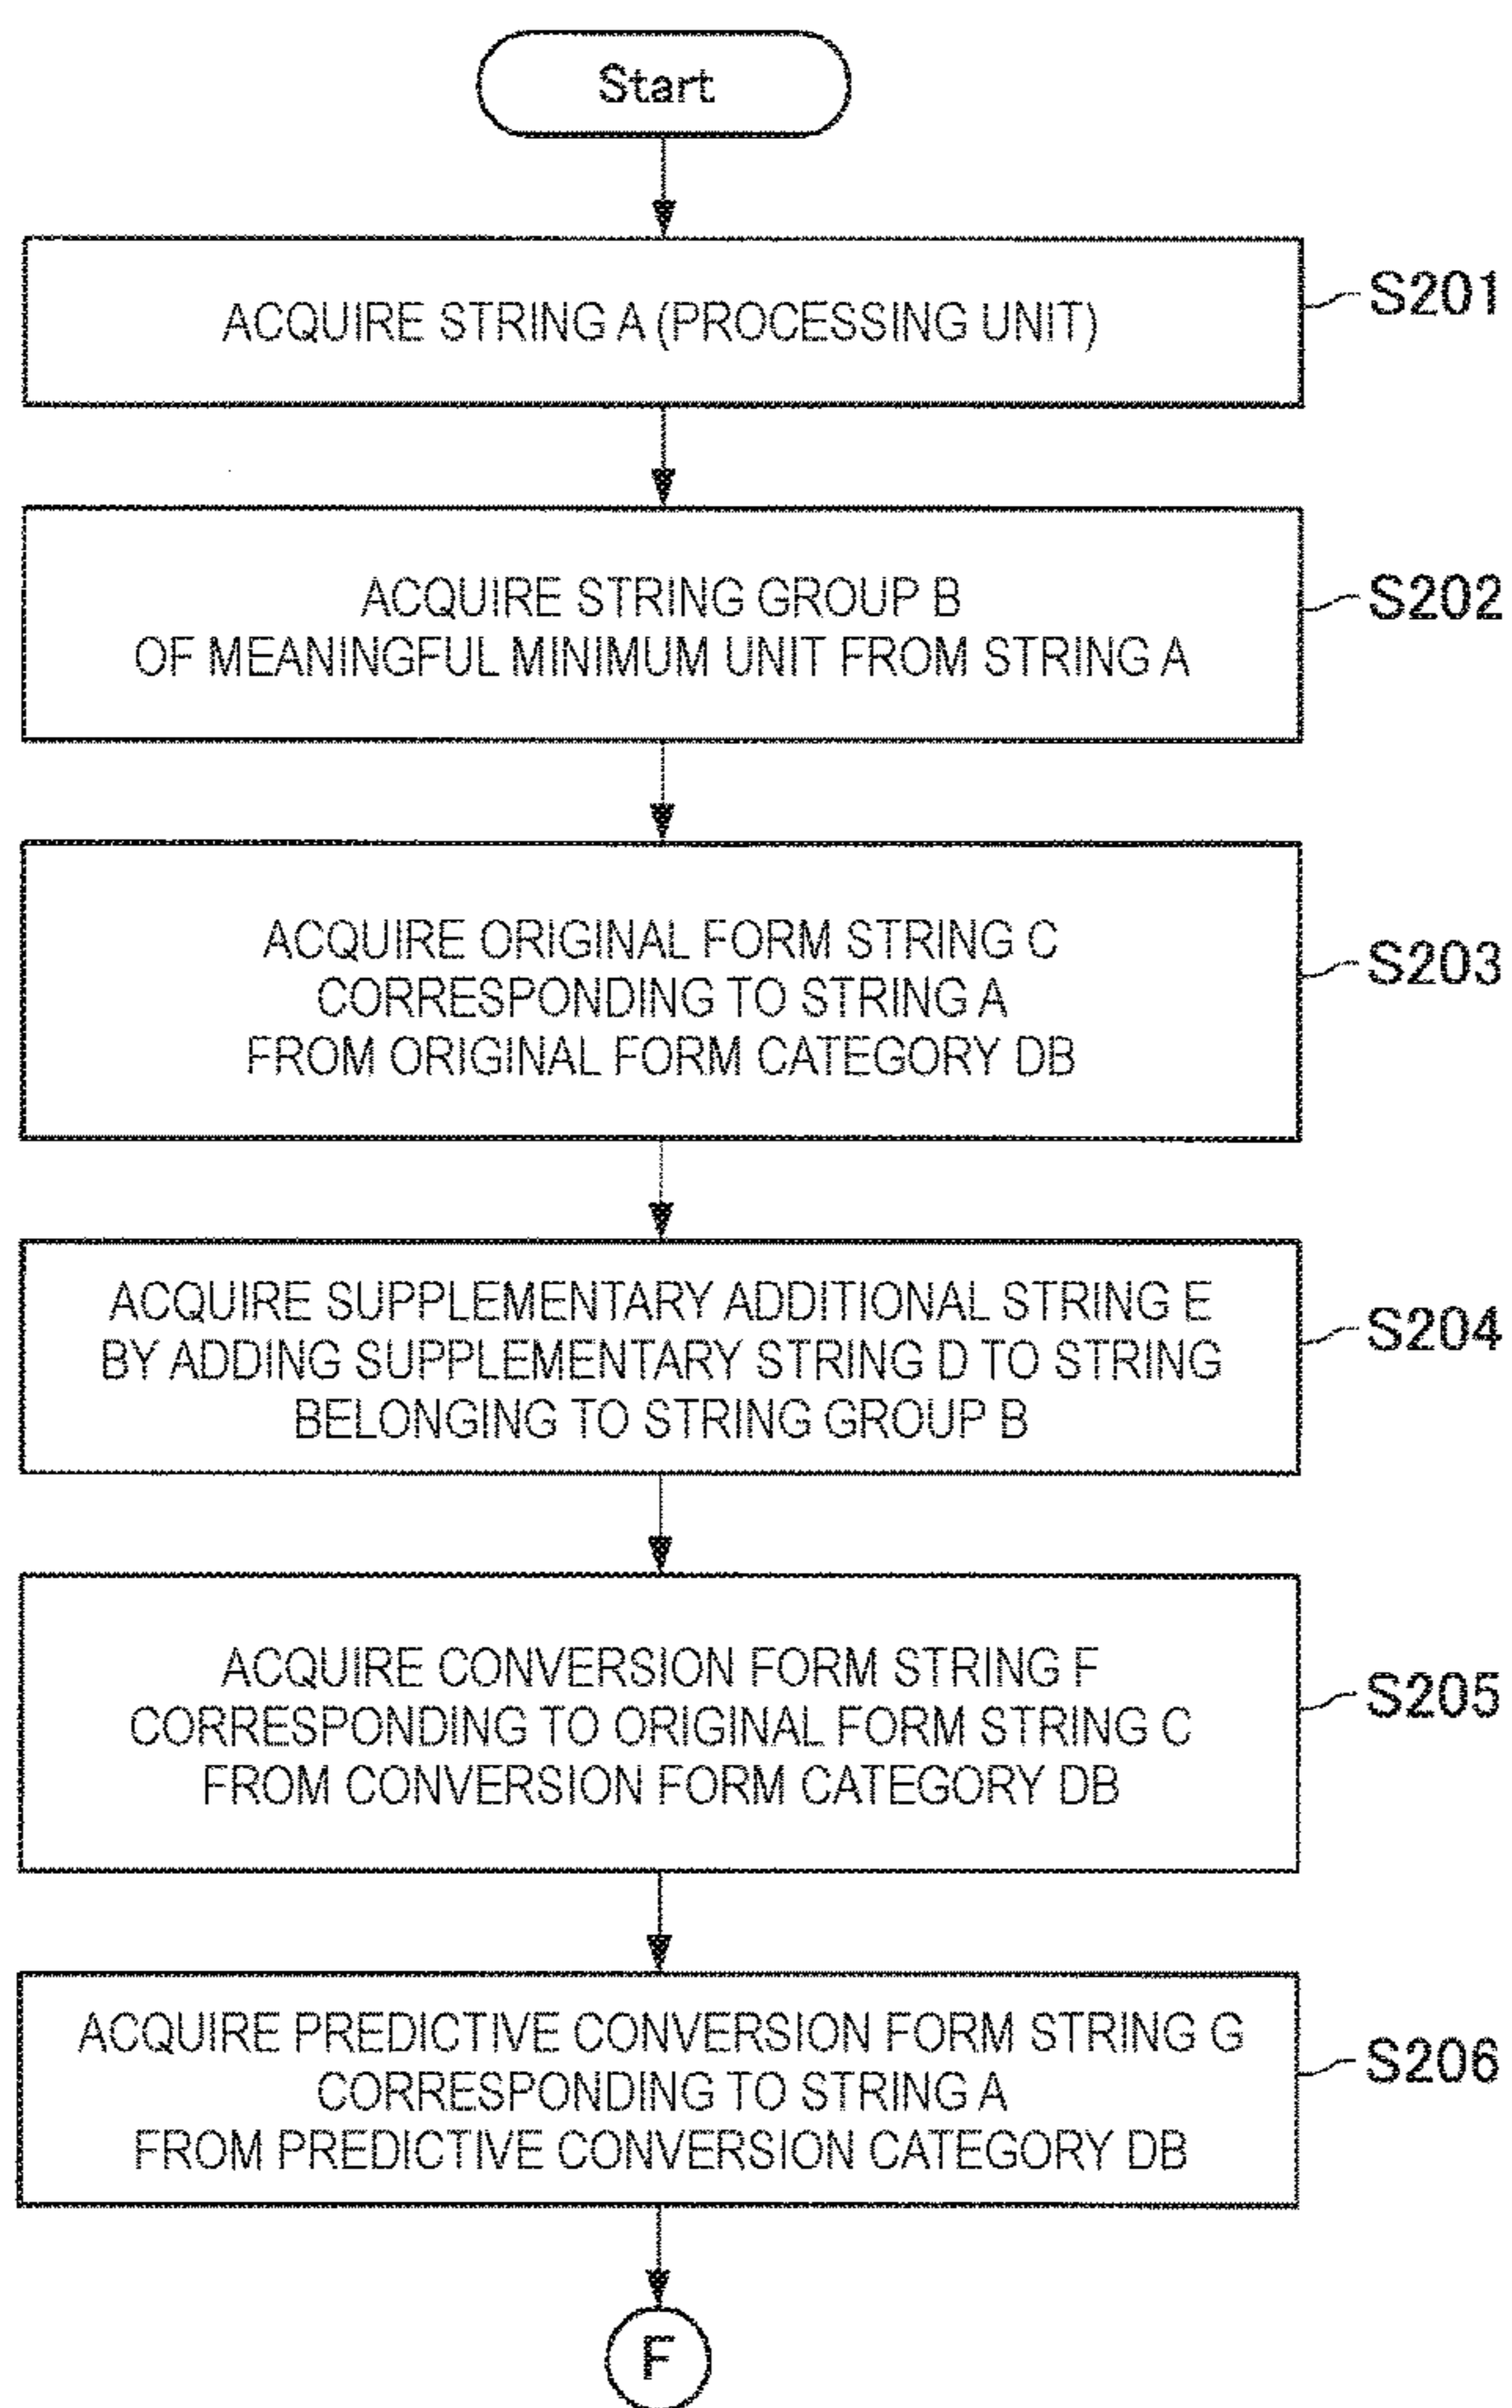 Start
ACQUIRE STRING A (PROCESSING UNIT)
S201
ACQUIRE STRING GROUP B
OF MEANINGFUL MINIMUM UNIT FROM STRING A
S202
ACQUIRE ORIGINAL FORM STRING C
CORRESPONDING TO STRING A
FROM ORIGINAL FORM CATEGORY DB
S203
ACQUIRE SUPPLEMENTARY ADDITIONAL STRING E
BY ADDING SUPPLEMENTARY STRING D TO STRING
BELONGING TO STRING GROUP B
S204
ACQUIRE CONVERSION FORM STRING F
CORRESPONDING TO ORIGINAL FORM STRING C
FROM CONVERSION FORM CATEGORY DB
S205
ACQUIRE PREDICTIVE CONVERSION FORM STRING G
CORRESPONDING TO STRING A
FROM PREDICTIVE CONVERSION CATEGORY DB
S206
F